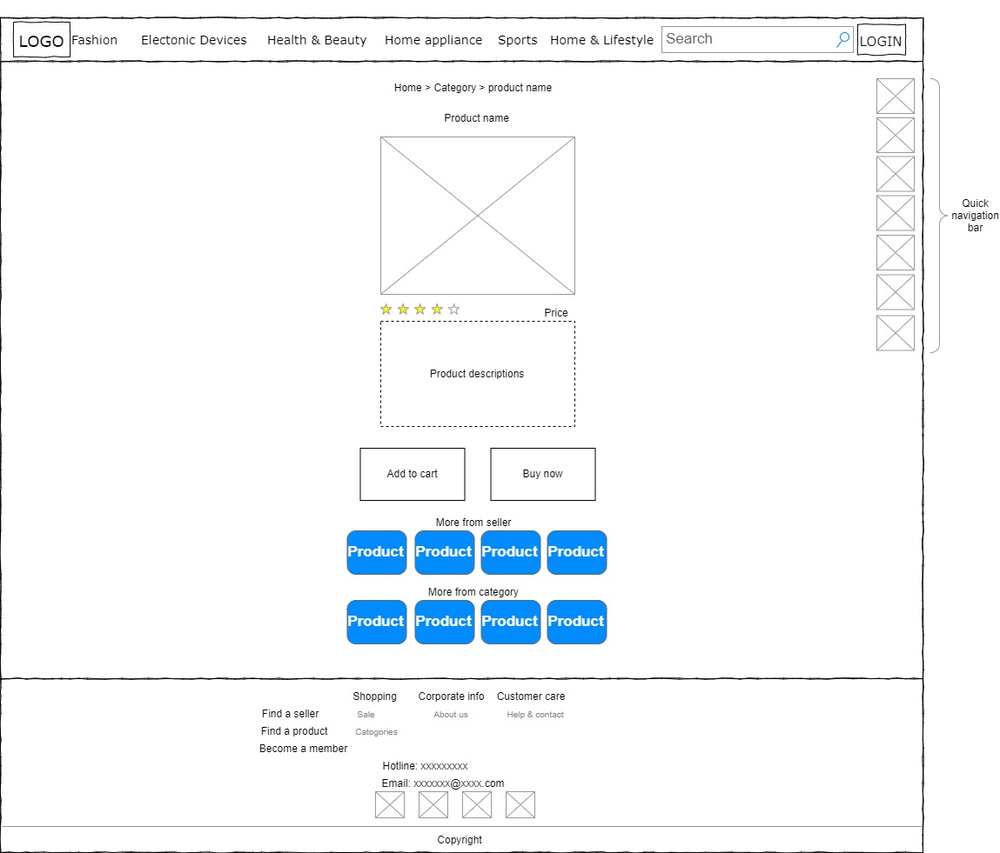 LOGO Fashion Electonic Devices Health & Beauty Home appliance Sports Home & Lifestyle Search LOGIN
Home > Category > product name
Product name
Quick
navigation
bar
Price
Product descriptions
Add to cart Buy now
More from seller
Product Product Product Product
More from category
Product Product Product Product
Shopping Corporate info Customer care
Find a seller Sale About us Help & contact
Find a product Catogories
Become a member
Hotline: xxxxxxxxx
Email: xxxxxxx@xxxx.com
Copyright